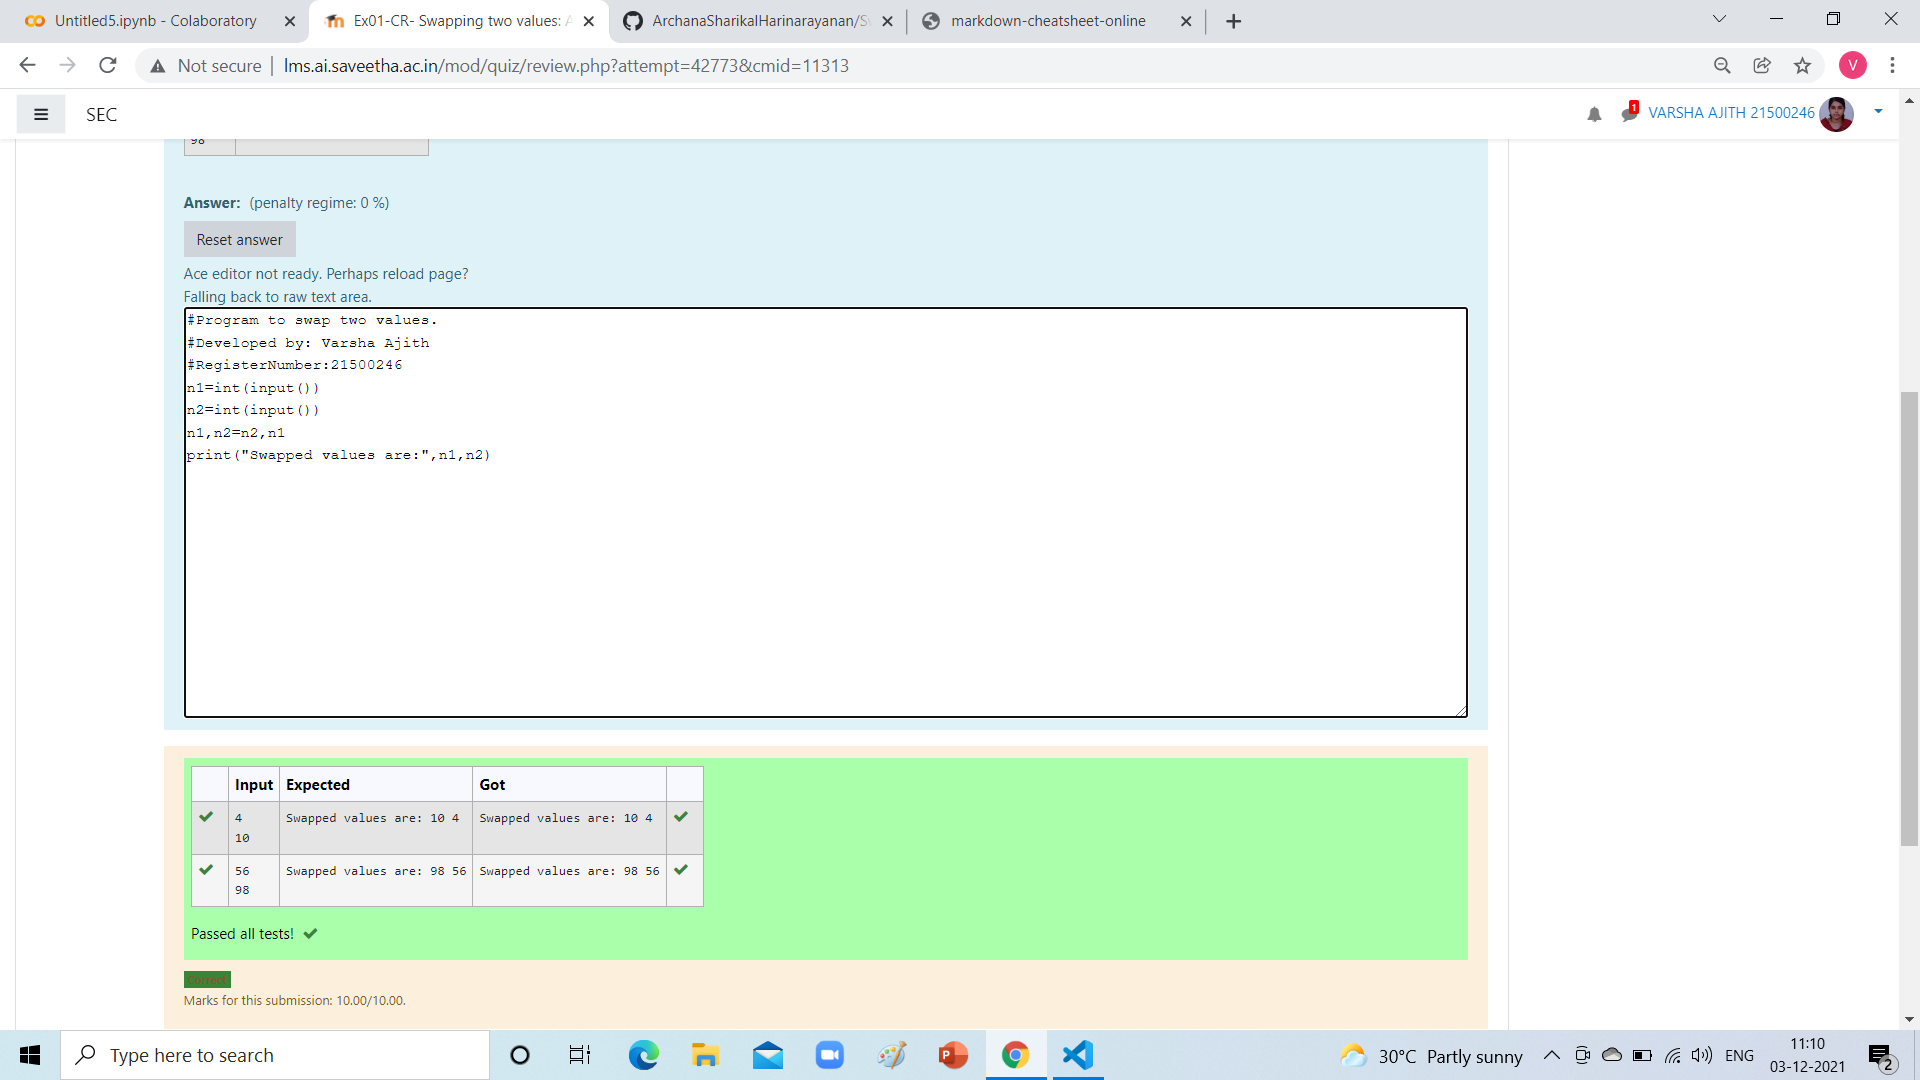 Untitled5.ipynb - Colaboratory
Ex01-CR- Swapping two values: A
ArchanaSharikalHarinarayanan/Sw
markdown-cheatsheet-online
Not secure
lms.ai.saveetha.ac.in/mod/quiz/review.php?attempt=42773&cmid=11313
V
SEC
1
VARSHA AJITH 21500246
98
Answer: (penalty regime: 0 %)
Reset answer
Ace editor not ready. Perhaps reload page?
Falling back to raw text area.
#Program to swap two values.
#Developed by: Varsha Ajith
#RegisterNumber:21500246
n1=int(input())
n2=int(input())
n1,n2=n2,n1
print("Swapped values are:",n1,n2)
Input Expected Got
4 Swapped values are: 10 4 Swapped values are: 10 4
10
56 Swapped values are: 98 56 Swapped values are: 98 56
98
Passed all tests!
Correct
Marks for this submission: 10.00/10.00.
Type here to search
30°C Partly sunny
ENG
11:10
03-12-2021
2